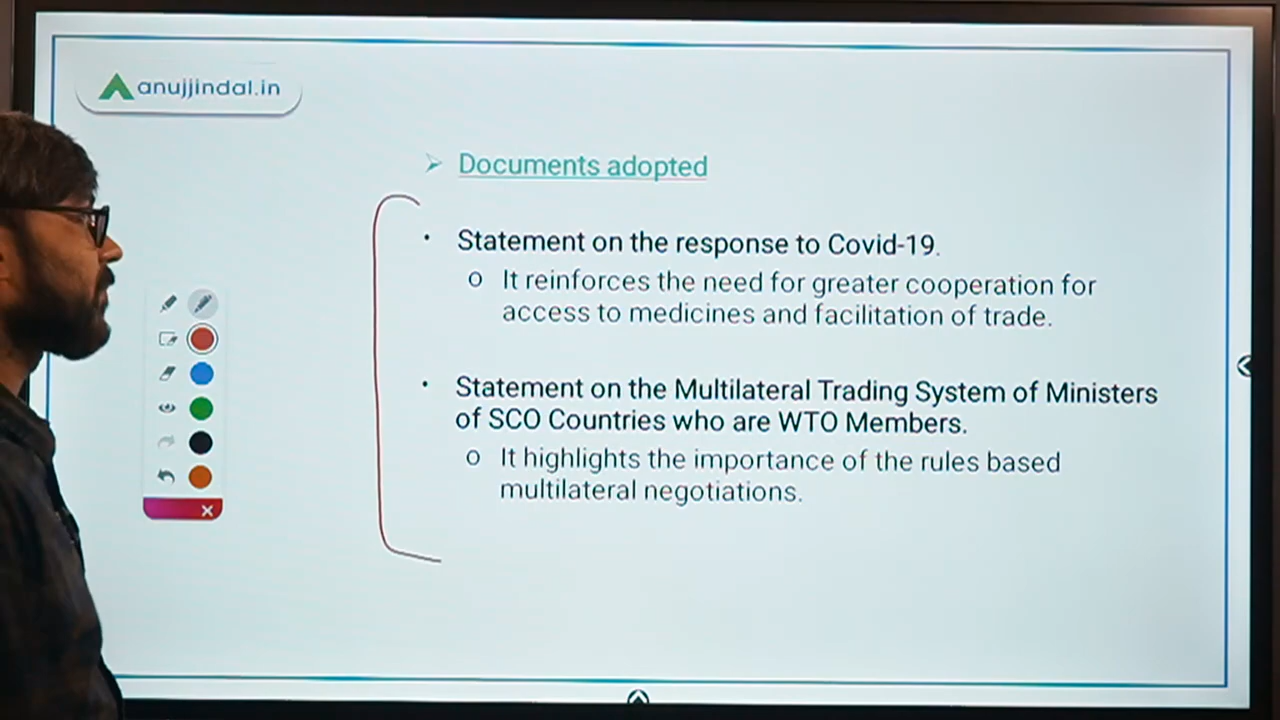 anujjindal.in
Documents adopted
Statement on the response to Covid-19.
It reinforces the need for greater cooperation for
access to medicines and facilitation of trade.
Statement on the Multilateral Trading System of Ministers
of SCO Countries who are WTO Members.
It highlights the importance of the rules based
multilateral negotiations.